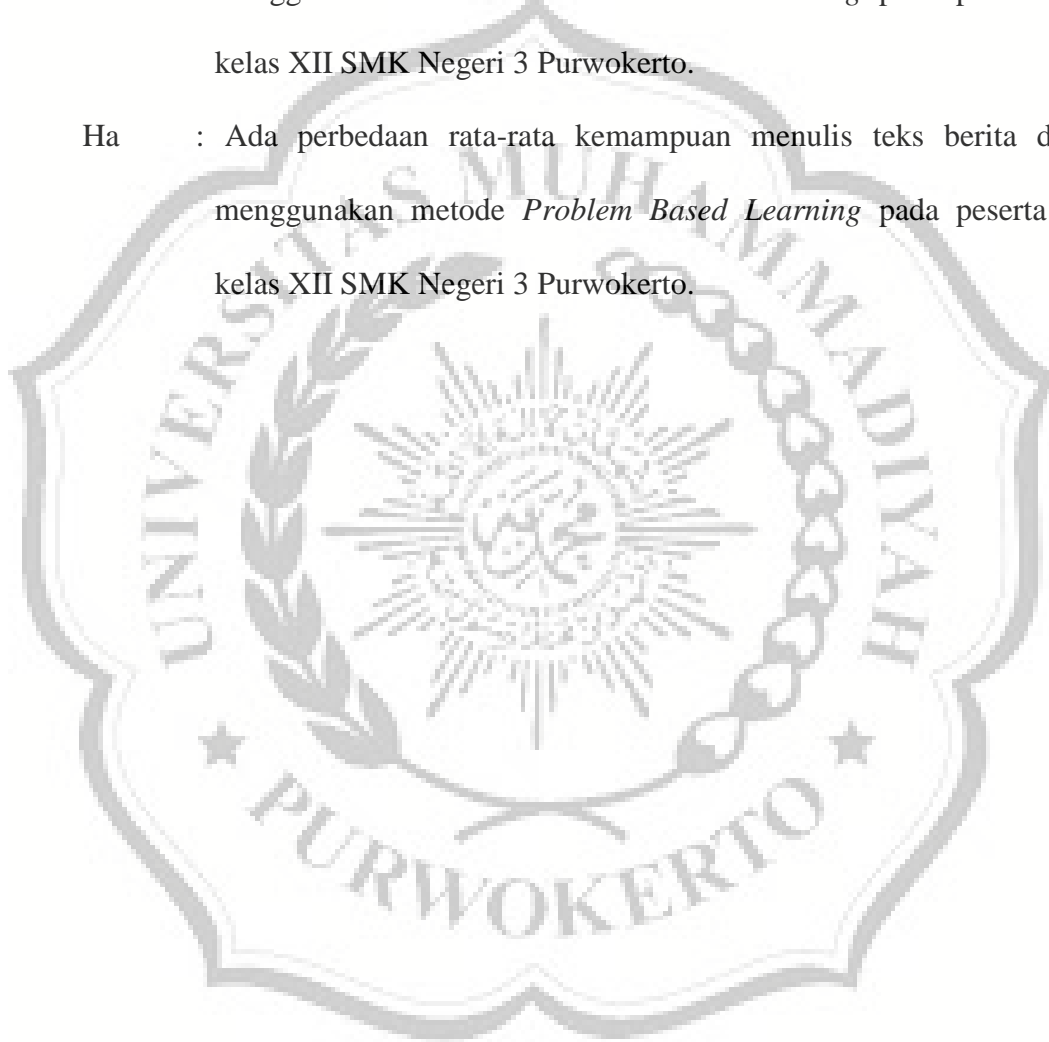 kelas XII SMK Negeri 3 Purwokerto.
Ha : Ada perbedaan rata-rata kemampuan menulis teks berita
menggunakan metode Problem Based Learning pada peserta
kelas XII SMK Negeri 3 Purwokerto.
UNIVERSITAS MUHAMMADIYAH
PURWOKERTO